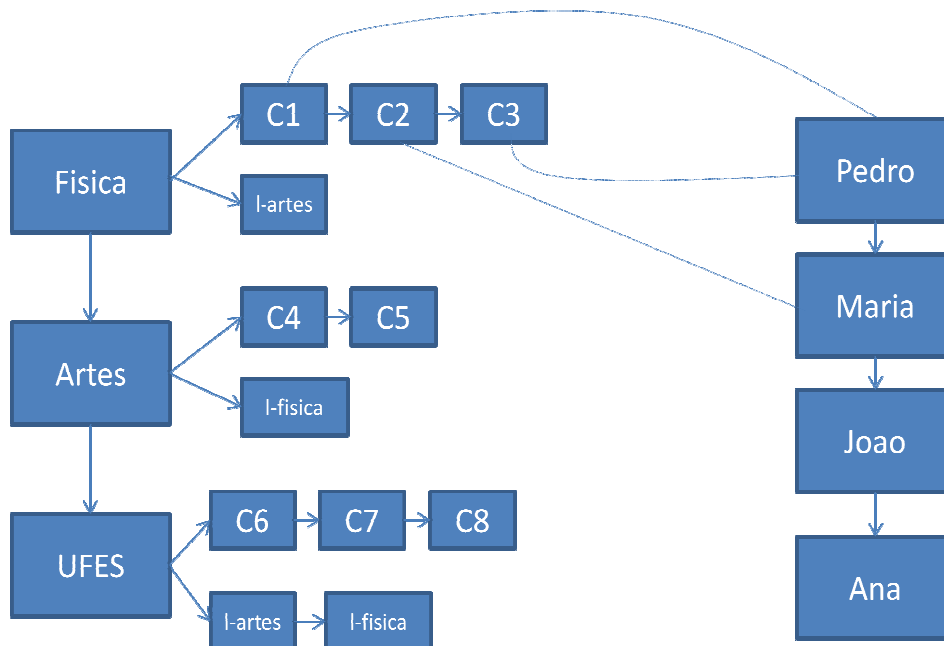 C1
C2
C3
Fisica
Pedro
l-artes
Maria
C4
C5
Artes
l-fisica
Joao
C6
C7
C8
UFES
Ana
l-artes
l-fisica